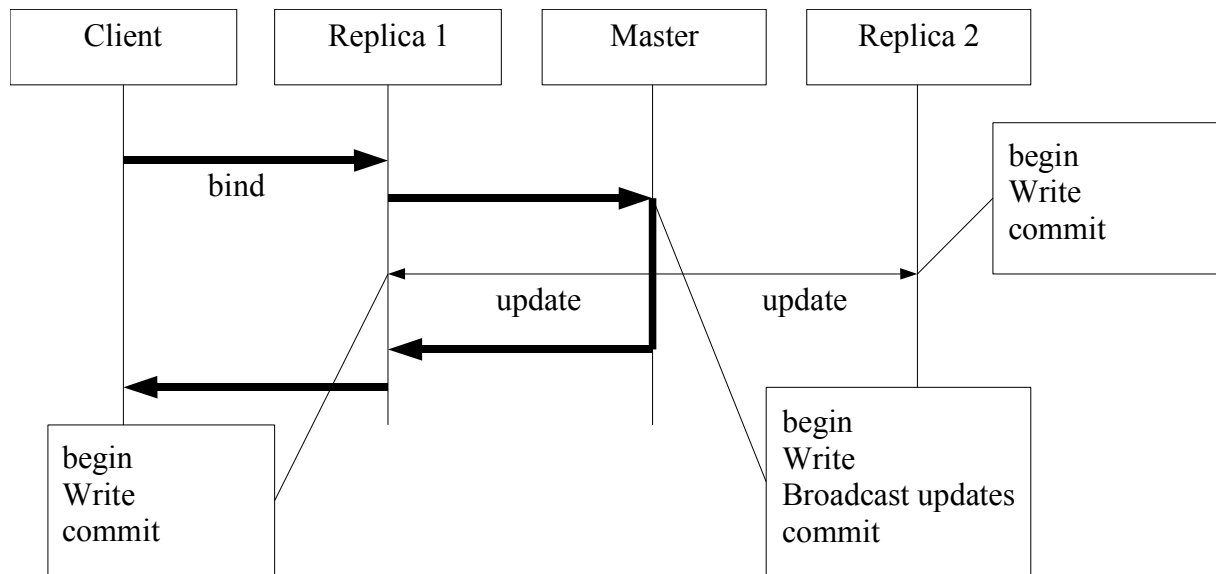 Client
Replica 1
Master
Replica 2
bind
begin
Write
commit
update
update
begin
Write
commit
begin
Write
Broadcast updates
commit